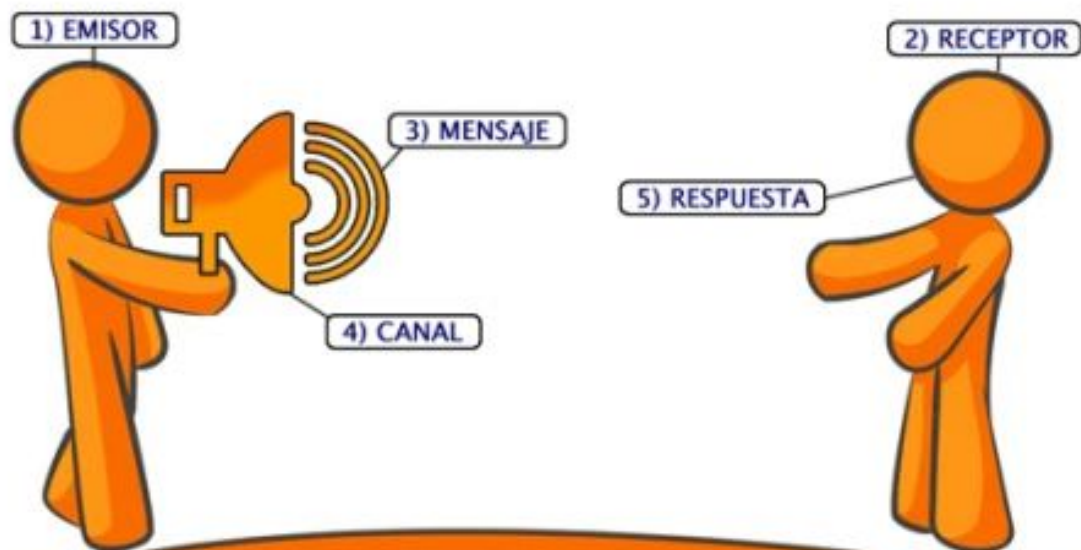 1) EMISOR
2) RECEPTOR
3) MENSAJE
5) RESPUESTA
4) CANAL